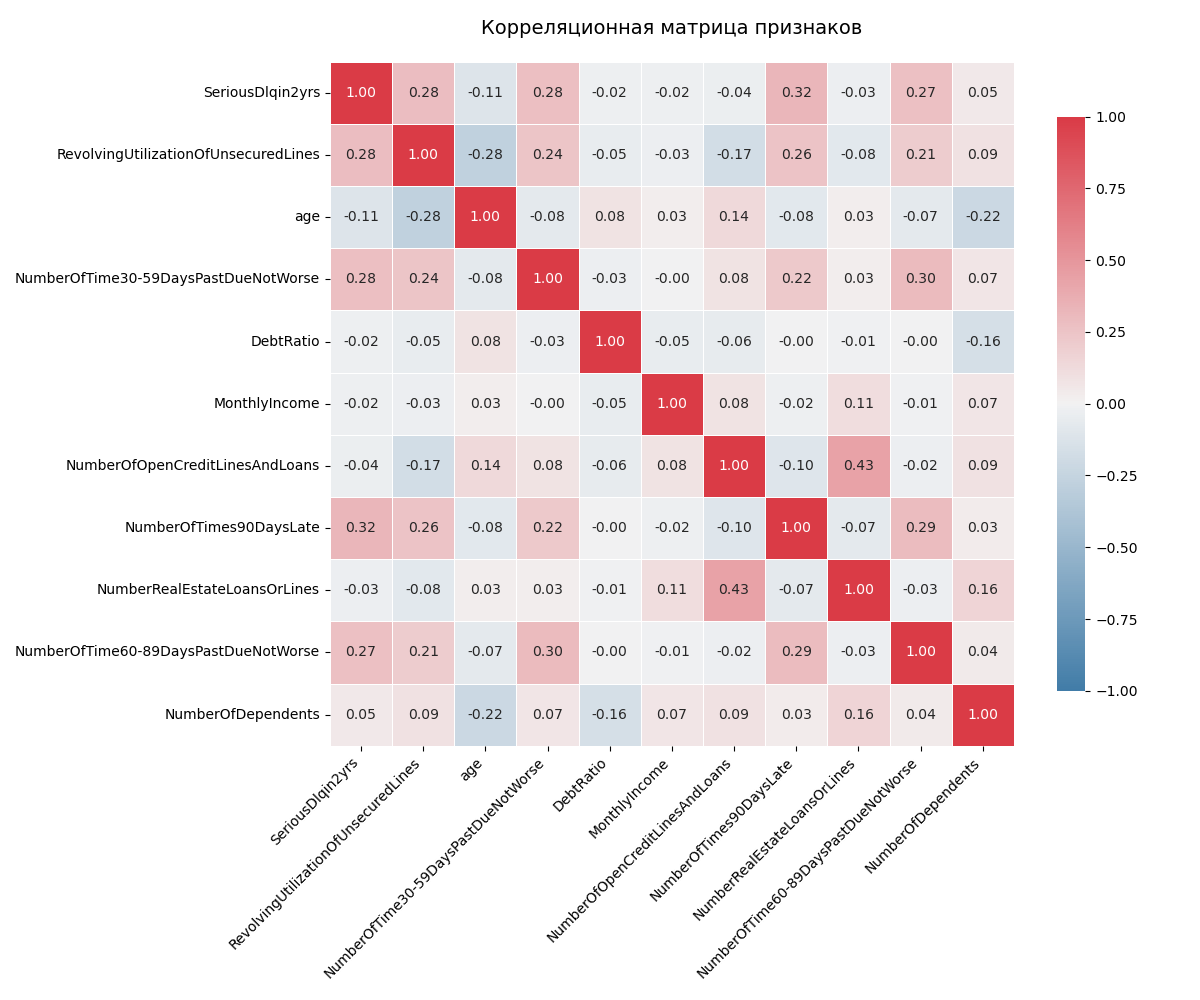 Корреляционная матрица признаков
SeriousDlqin2yrs 1.00 0.28 -0.11 0.28 -0.02 -0.02 -0.04 0.32 -0.03 0.27 0.05
RevolvingUtilizationOfUnsecuredLines 0.28 1.00 -0.28 0.24 -0.05 -0.03 -0.17 0.26 -0.08 0.21 0.09
age -0.11 -0.28 1.00 -0.08 0.08 0.03 0.14 -0.08 0.03 -0.07 -0.22
NumberOfTime30-59DaysPastDueNotWorse 0.28 0.24 -0.08 1.00 -0.03 -0.00 0.08 0.22 0.03 0.30 0.07
DebtRatio -0.02 -0.05 0.08 -0.03 1.00 -0.05 -0.06 -0.00 -0.01 -0.00 -0.16
MonthlyIncome -0.02 -0.03 0.03 -0.00 -0.05 1.00 0.08 -0.02 0.11 -0.01 0.07
NumberOfOpenCreditLinesAndLoans -0.04 -0.17 0.14 0.08 -0.06 0.08 1.00 -0.10 0.43 -0.02 0.09
NumberOfTimes90DaysLate 0.32 0.26 -0.08 0.22 -0.00 -0.02 -0.10 1.00 -0.07 0.29 0.03
NumberRealEstateLoansOrLines -0.03 -0.08 0.03 0.03 -0.01 0.11 0.43 -0.07 1.00 -0.03 0.16
NumberOfTime60-89DaysPastDueNotWorse 0.27 0.21 -0.07 0.30 -0.00 -0.01 -0.02 0.29 -0.03 1.00 0.04
NumberOfDependents 0.05 0.09 -0.22 0.07 -0.16 0.07 0.09 0.03 0.16 0.04 1.00
SeriousDlqin2yrs
RevolvingUtilizationOfUnsecuredLines
age
NumberOfTime30-59DaysPastDueNotWorse
DebtRatio
MonthlyIncome
NumberOfOpenCreditLinesAndLoans
NumberOfTimes90DaysLate
NumberRealEstateLoansOrLines
NumberOfTime60-89DaysPastDueNotWorse
NumberOfDependents
1.00
0.75
0.50
0.25
0.00
−0.25
−0.50
−0.75
−1.00